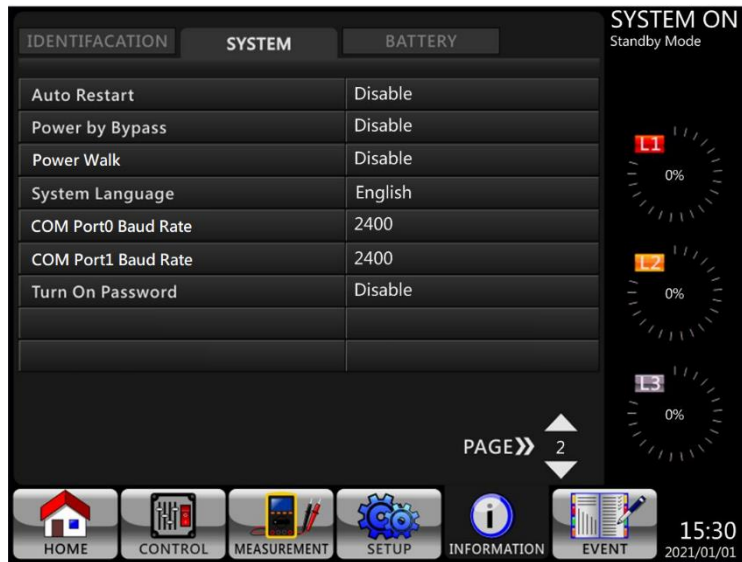 IDENTIFACATION SYSTEM BATTERY
SYSTEM ON
Standby Mode
Auto Restart Disable
Power by Bypass Disable
Power Walk Disable
System Language English
COM Port0 Baud Rate 2400
COM Port1 Baud Rate 2400
Turn On Password Disable
L1
0%
L2
0%
L3
0%
PAGE 2
HOME CONTROL MEASUREMENT SETUP INFORMATION EVENT
15:30
2021/01/01